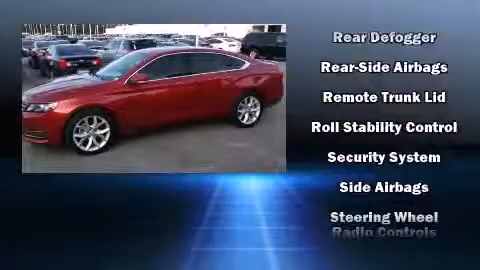 Rear Defogger
Rear-Side Airbags
Remote Trunk Lid
Roll Stability Control
Security System
Side Airbags
Steering Wheel
Radio Controls